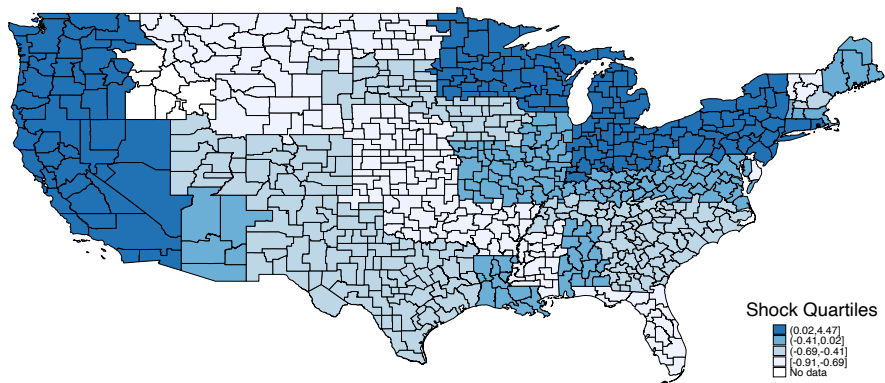 Shock Quartiles
(0.02,4.47]
(-0.41,0.02]
(-0.69,-0.41]
[-0.91,-0.69]
No data